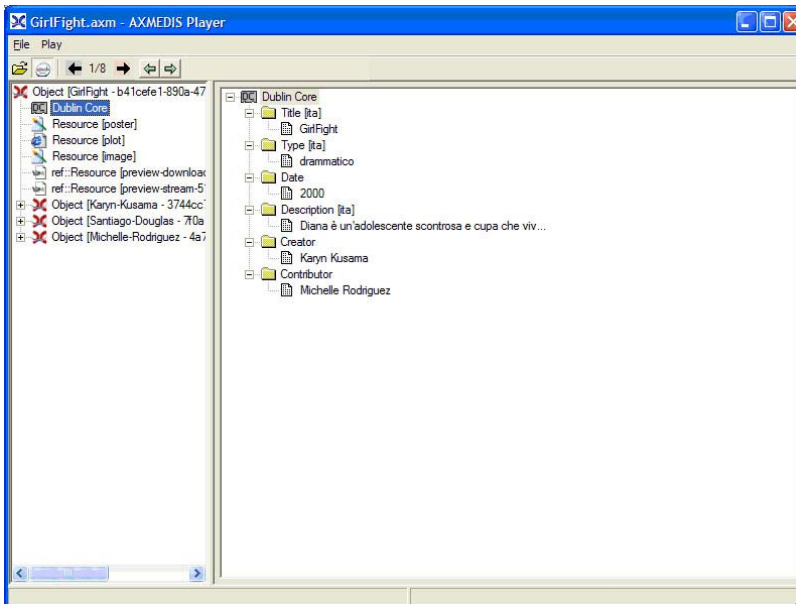 GirlFight.axm - AXMEDIS Player
File Play
1/8
Object [GirlFight - b41cefe1-890a-47
DC Dublin Core
Resource [poster]
Resource [plot]
Resource [image]
ref::Resource [preview-download
ref::Resource [preview-stream-5
Object [Karyn-Kusama - 3744cc
Object [Santiago-Douglas - 7f0a
Object [Michelle-Rodriguez - 4a7
DC Dublin Core
Title [ita]
GirlFight
Type [ita]
drammatico
Date
2000
Description [ita]
Diana è un'adolescente scontrosa e cupa che viv...
Creator
Karyn Kusama
Contributor
Michelle Rodriguez